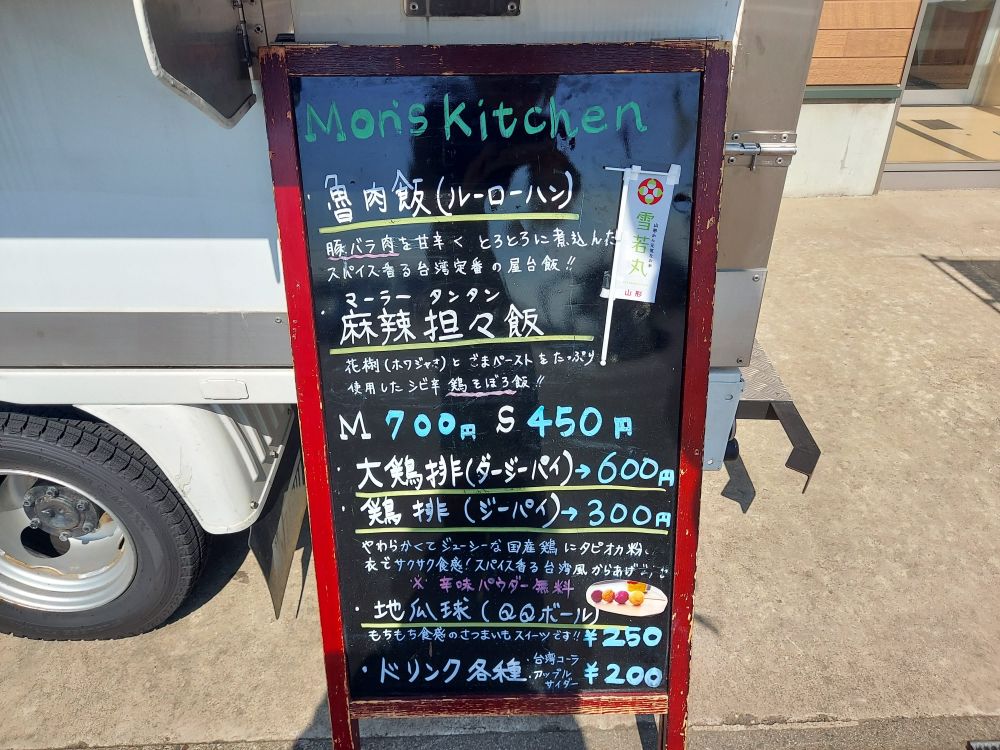 Mon's Kitchen
・魯肉飯(ルーローハン)
豚バラ肉を甘辛く とろとろに煮込んだ
スパイス香る台湾定番の屋台飯!!
雪若丸
山形
マーラー タンタン
・麻辣担々飯
花椒(ホワジャオ)と ごまペーストをたっぷり
使用したシビ辛 鶏そぼろ飯!!
M 700円 S 450円
・大鶏排(ダージーパイ)→600円
・鶏排(ジーパイ)→300円
やわらかくてジューシーな国産鶏にタピオカ粉、
衣でサクサク食感!スパイス香る台湾風からあげ
※ 辛味パウダー無料
・地瓜球(QQボール)
もちもち食感のさつまいもスイーツです!! ¥250
・ドリンク各種 ・台湾コーラ ・アップルサイダー ¥200